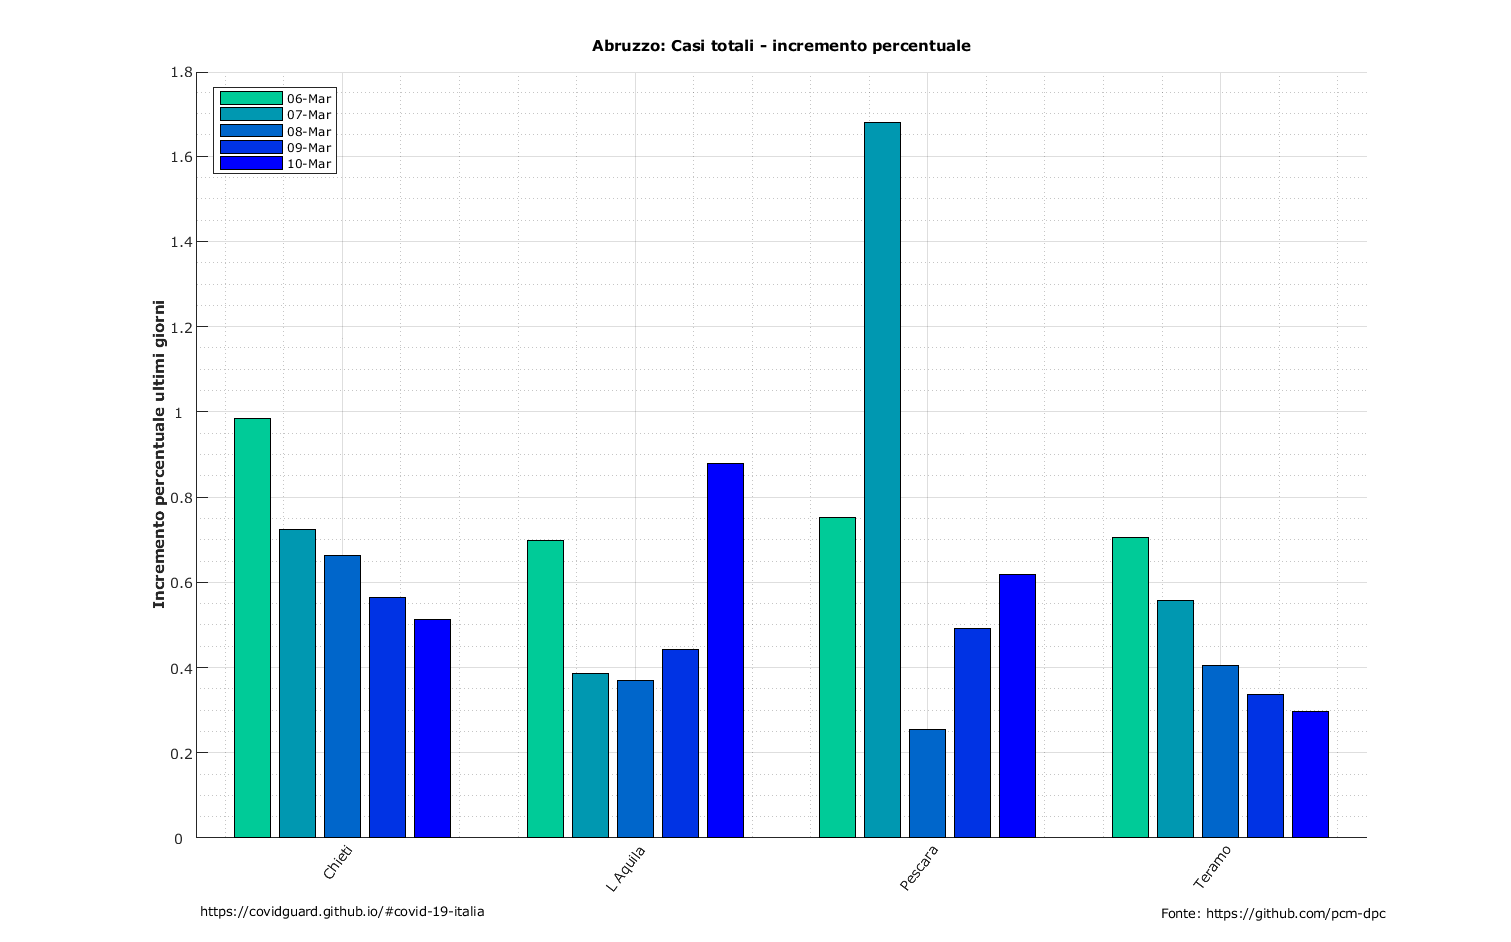 Abruzzo: Casi totali - incremento percentuale
1.8
1.6
1.4
1.2
1
0.8
0.6
0.4
0.2
0
Incremento percentuale ultimi giorni
06-Mar
07-Mar
08-Mar
09-Mar
10-Mar
Chieti
L Aquila
Pescara
Teramo
https://covidguard.github.io/#covid-19-italia
Fonte: https://github.com/pcm-dpc